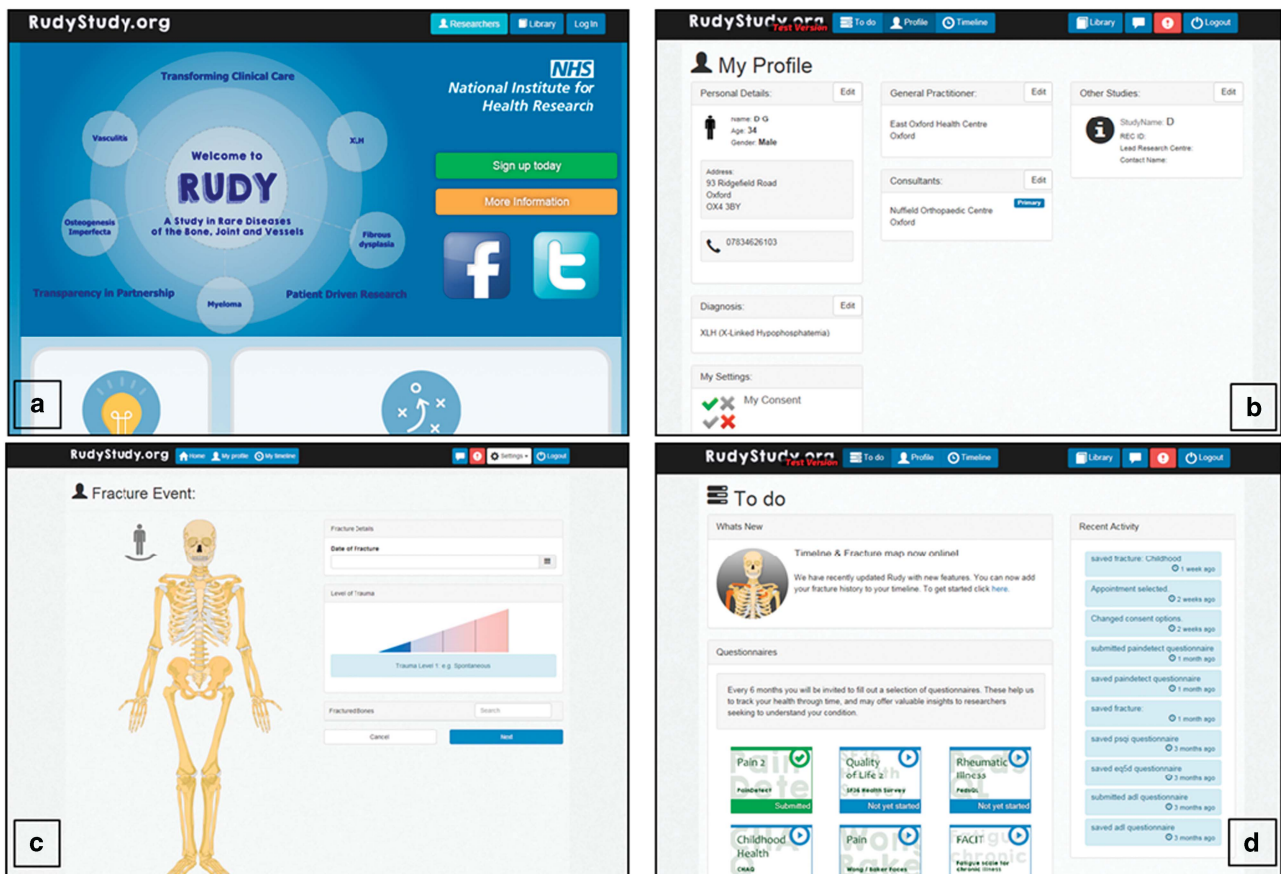 RudyStudy.org
Researchers
Library
Log In
Transforming Clinical Care
Vasculitis
XLH
Welcome to
RUDY
A Study in Rare Diseases
of the Bone, Joint and Vessels
Osteogenesis
Imperfecta
Fibrous
dysplasia
Transparency in Partnership
Myeloma
Patient Driven Research
NHS
National Institute for
Health Research
Sign up today
More Information
f
t
a
RudyStudy.org
Test Version
To do
Profile
Timeline
Library
Logout
My Profile
Personal Details:
Edit
Name: D G
Age: 34
Gender: Male
Address:
93 Ridgefield Road
Oxford
OX4 3BY
07834626103
Diagnosis:
Edit
XLH (X-Linked Hypophosphatemia)
My Settings:
My Consent
General Practitioner:
Edit
East Oxford Health Centre
Oxford
Consultants:
Edit
Primary
Nuffield Orthopaedic Centre
Oxford
Other Studies:
Edit
StudyName: D
REC ID:
Lead Research Centre:
Contact Name:
b
RudyStudy.org
Home
My profile
My timeline
Settings
Logout
Fracture Event:
Fracture Details
Date of Fracture
Level of Trauma
Trauma Level 1: e.g. Spontaneous
Fractured Bones
Search
Cancel
Next
c
RudyStudy.org
Test Version
To do
Profile
Timeline
Library
Logout
To do
Whats New
Timeline & Fracture map now online!
We have recently updated Rudy with new features. You can now add
your fracture history to your timeline. To get started click here.
Questionnaires
Every 6 months you will be invited to fill out a selection of questionnaires. These help us
to track your health through time, and may offer valuable insights to researchers
seeking to understand your condition.
Pain 2
PainDetect
Submitted
Quality
of Life 2
SF36 Health Survey
Not yet started
Rheumatic
Illness
PedsQL
Not yet started
Childhood
Health
CHAQ
Pain
Wong / Baker Faces
FACIT
Fatigue scale for
chronic illness
Recent Activity
saved fracture: Childhood
1 week ago
Appointment selected.
2 weeks ago
Changed consent options.
2 weeks ago
submitted paindetect questionnaire
1 month ago
saved paindetect questionnaire
1 month ago
saved fracture:
1 month ago
saved psqi questionnaire
3 months ago
saved eq5d questionnaire
3 months ago
submitted adl questionnaire
3 months ago
saved adl questionnaire
3 months ago
d